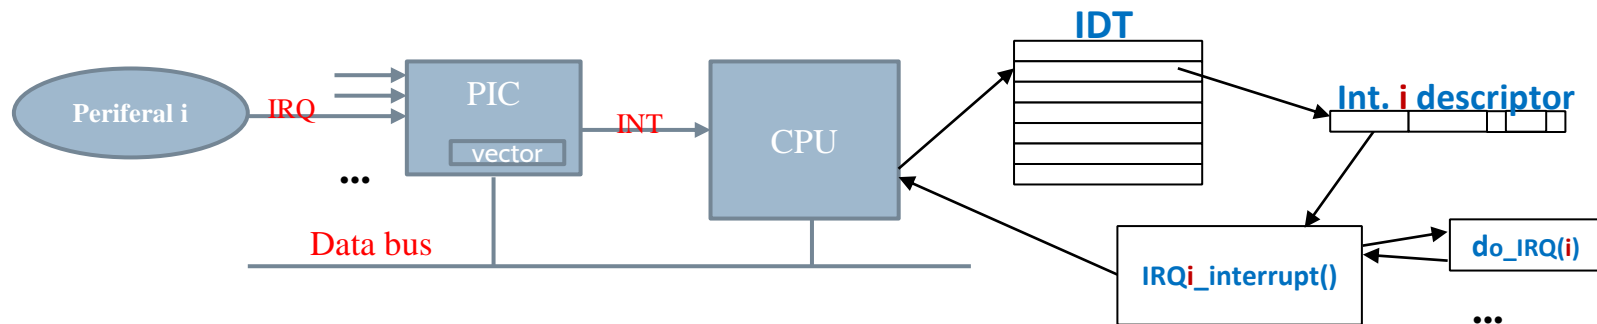 IDT
PIC
Periferal i
IRQ
INT
CPU
vector
Int. i descriptor
...
Data bus
IRQi_interrupt()
do_IRQ(i)
...